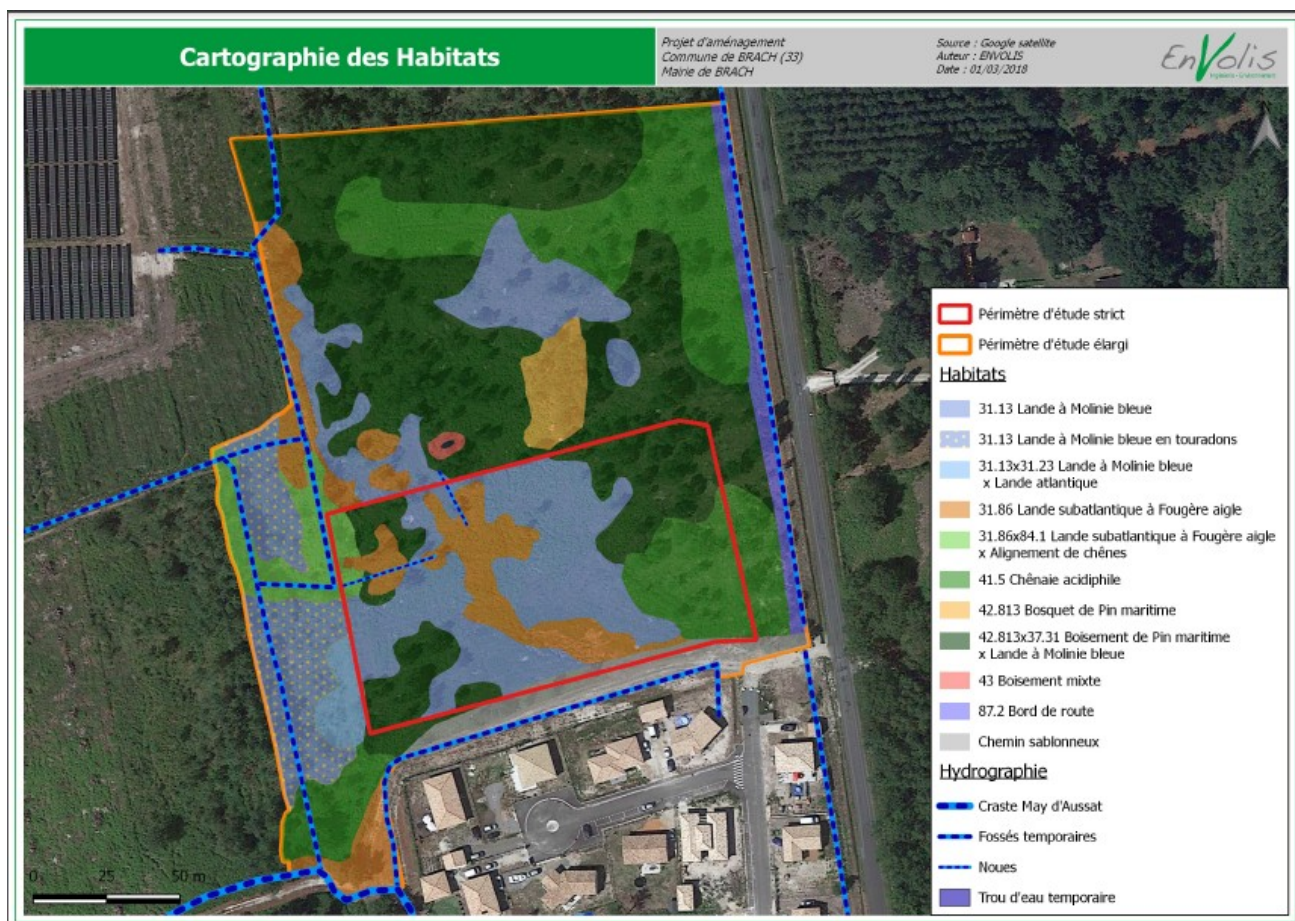 Cartographie des Habitats
Projet d'aménagement
Commune de BRACH (33)
Mairie de BRACH
Source : Google satellite
Auteur : ENVOLIS
Date : 01/03/2018
EnVolis
Ingénierie - Environnement
Périmètre d'étude strict
Périmètre d'étude élargi
Habitats
31.13 Lande à Molinie bleue
31.13 Lande à Molinie bleue en touradons
31.13x31.23 Lande à Molinie bleue
x Lande atlantique
31.86 Lande subatlantique à Fougère aigle
31.86x84.1 Lande subatlantique à Fougère aigle
x Alignement de chênes
41.5 Chênaie acidiphile
42.813 Bosquet de Pin maritime
42.813x37.31 Boisement de Pin maritime
x Lande à Molinie bleue
43 Boisement mixte
87.2 Bord de route
Chemin sablonneux
Hydrographie
Craste May d'Aussat
Fossés temporaires
Noues
Trou d'eau temporaire
0 25 50 m